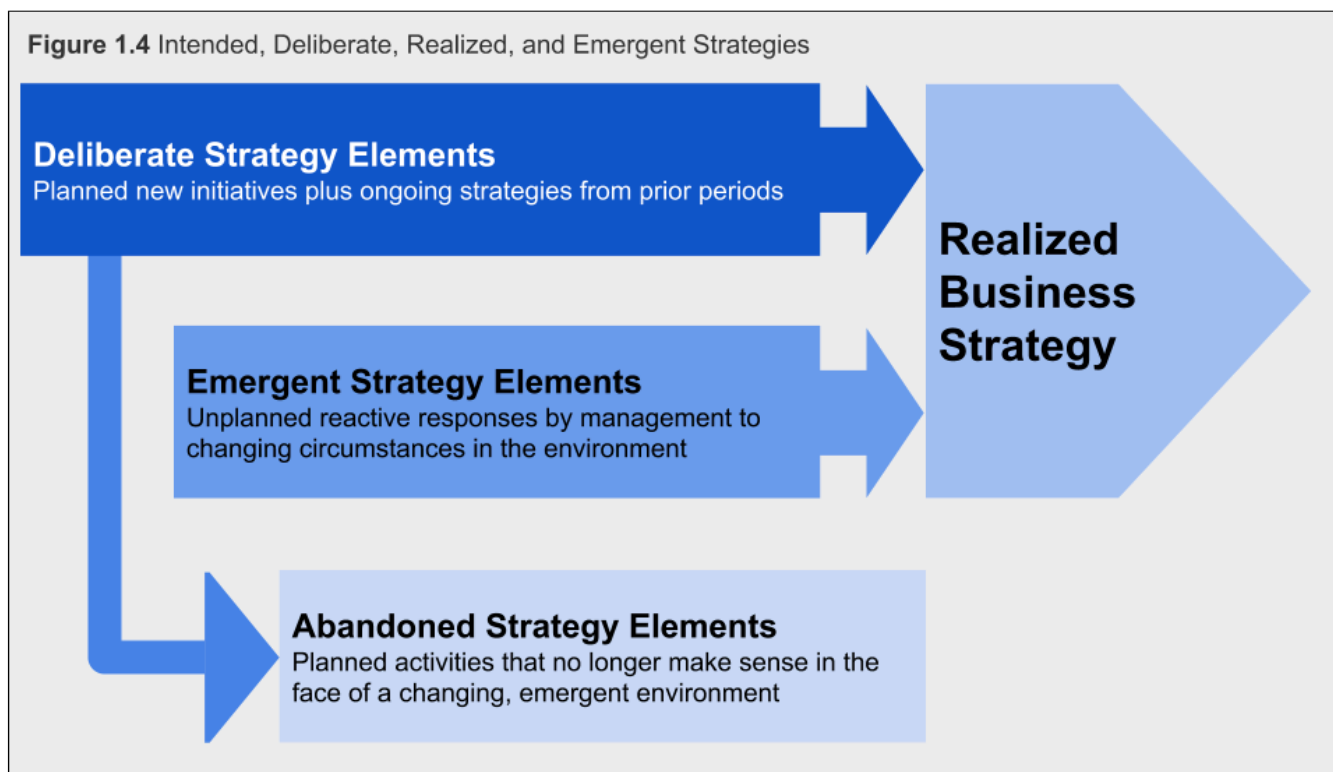 Figure 1.4 Intended, Deliberate, Realized, and Emergent Strategies
Deliberate Strategy Elements
Planned new initiatives plus ongoing strategies from prior periods
Realized
Business
Strategy
Emergent Strategy Elements
Unplanned reactive responses by management to
changing circumstances in the environment
Abandoned Strategy Elements
Planned activities that no longer make sense in the
face of a changing, emergent environment